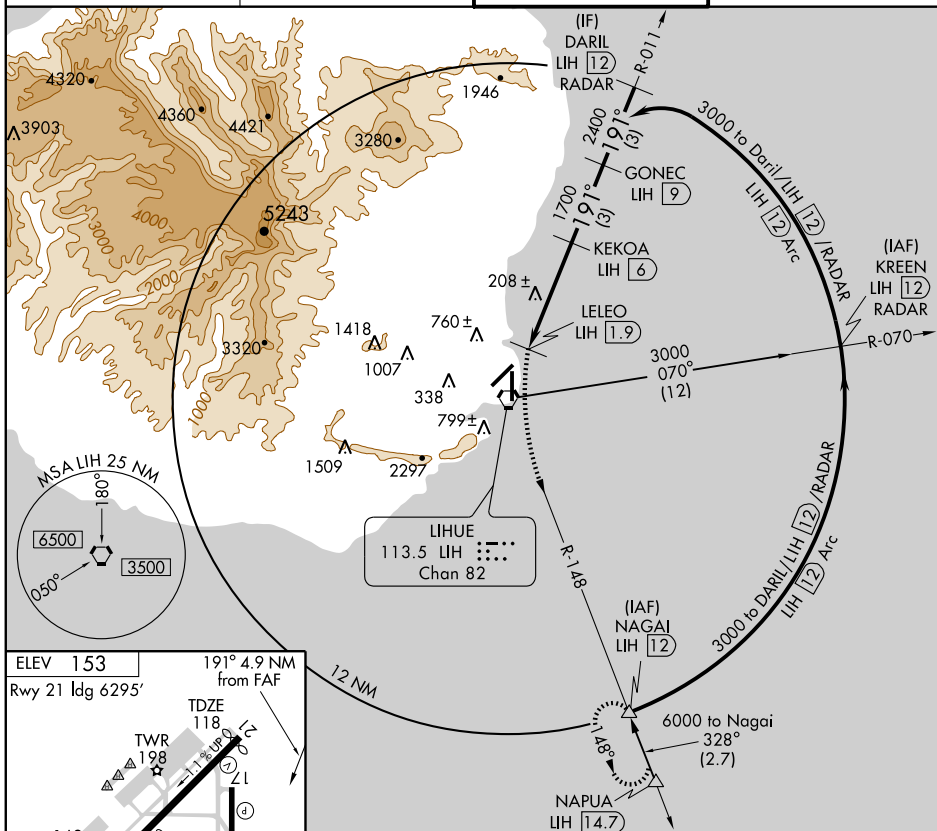 (IF)
DARIL
LIH 12
RADAR
R-011
4320
3903
4360
4421
1946
3280
2400
191°
(3)
GONEC
LIH 9
1700
191°
(3)
KEKOA
LIH 6
3000 to Daril/LIH 12 /RADAR
LIH 12 Arc
(IAF)
KREEN
LIH 12
RADAR
R-070
5243
4000
3000
2000
1000
3320
208 ±
LELEO
LIH 1.9
1418
760 ±
1007
338
799±
1509
2297
3000
070°
(12)
MSA LIH 25 NM
180°
6500
3500
050°
LIHUE
113.5 LIH
Chan 82
R-148
3000 to DARIL/LIH 12 /RADAR
LIH 12 Arc
(IAF)
NAGAI
LIH 12
12 NM
148°
6000 to Nagai
328°
(2.7)
NAPUA
LIH 14.7
ELEV 153
Rwy 21 ldg 6295'
191° 4.9 NM
from FAF
TDZE
118
21
TWR
198
1.1% UP
V
17
P